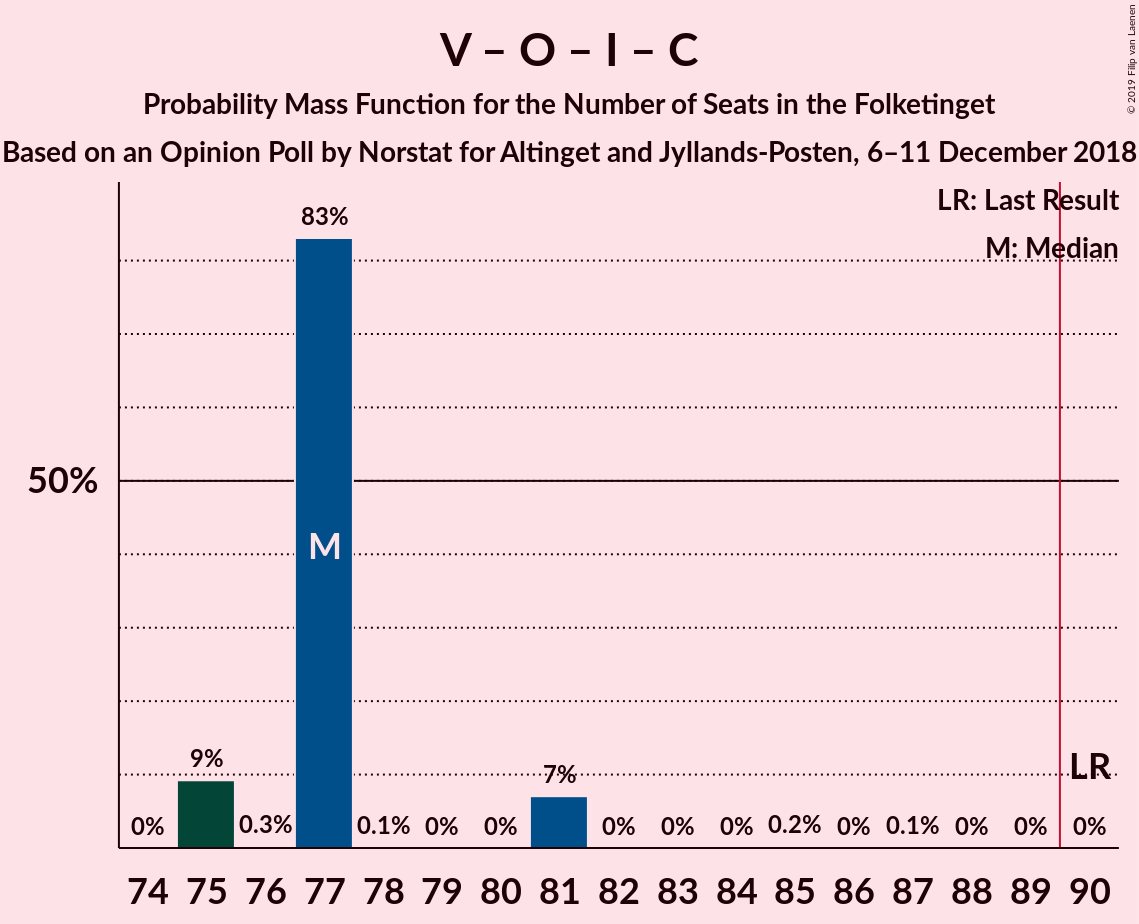 V – O – I – C
Probability Mass Function for the Number of Seats in the Folketinget
Based on an Opinion Poll by Norstat for Altinget and Jyllands-Posten, 6–11 December 2018
© 2019 Filip van Laenen
LR: Last Result
M: Median
83%
50%
M
9%
7%
LR
0% 0.3% 0.1% 0% 0% 0% 0% 0% 0.2% 0% 0.1% 0% 0% 0%
74 75 76 77 78 79 80 81 82 83 84 85 86 87 88 89 90